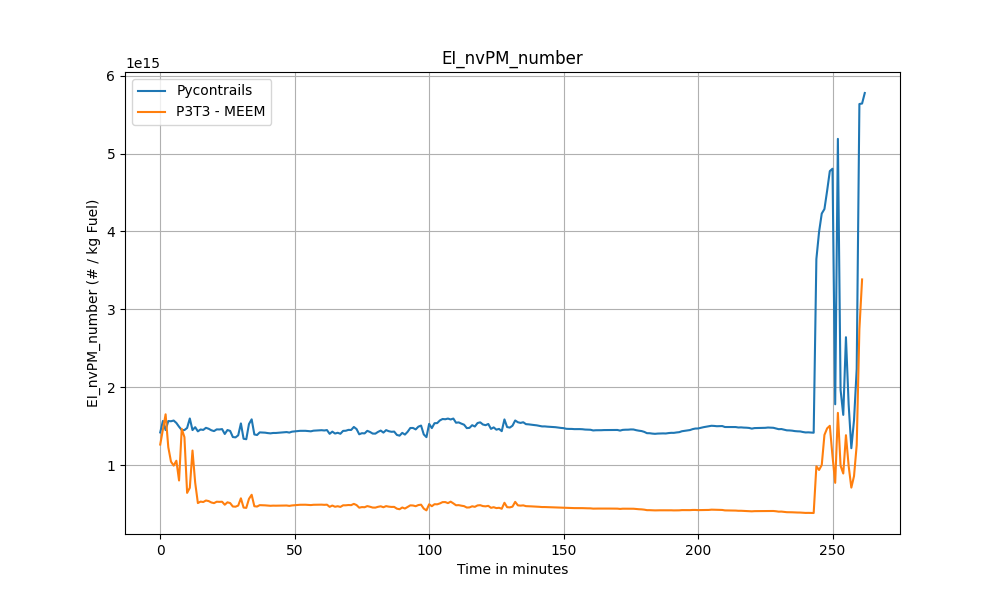 EI_nvPM_number
1e15
Pycontrails
P3T3 - MEEM
EI_nvPM_number (# / kg Fuel)
6
5
4
3
2
1
0 50 100 150 200 250
Time in minutes